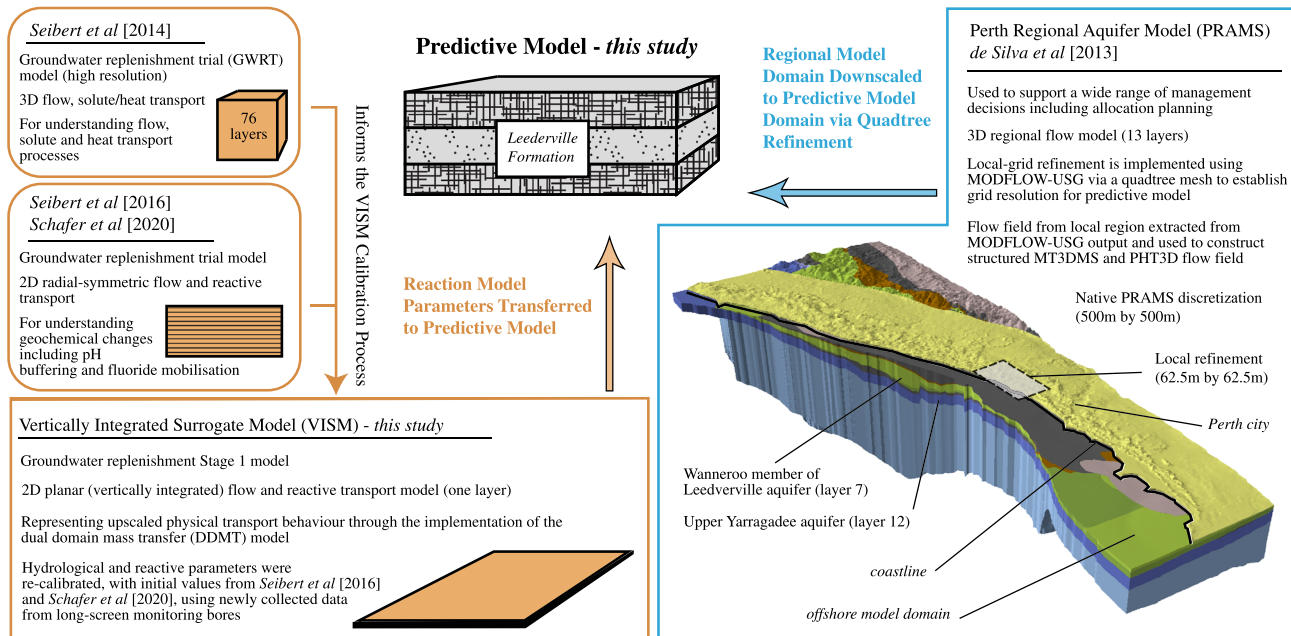 Seibert et al [2014]
Groundwater replenishment trial (GWRT)
model (high resolution)
3D flow, solute/heat transport
For understanding flow,
solute and heat transport
processes
76
layers
Seibert et al [2016]
Schafer et al [2020]
Groundwater replenishment trial model
2D radial-symmetric flow and reactive
transport
For understanding
geochemical changes
including pH
buffering and fluoride mobilisation
Informs the VISM Calibration Process
Predictive Model - this study
Leederville
Formation
Regional Model
Domain Downscaled
to Predictive Model
Domain via Quadtree
Refinement
Reaction Model
Parameters Transferred
to Predictive Model
Vertically Integrated Surrogate Model (VISM) - this study
Groundwater replenishment Stage 1 model
2D planar (vertically integrated) flow and reactive transport model (one layer)
Representing upscaled physical transport behaviour through the implementation of the
dual domain mass transfer (DDMT) model
Hydrological and reactive parameters were
re-calibrated, with initial values from Seibert et al [2016]
and Schafer et al [2020], using newly collected data
from long-screen monitoring bores
Perth Regional Aquifer Model (PRAMS)
de Silva et al [2013]
Used to support a wide range of management
decisions including allocation planning
3D regional flow model (13 layers)
Local-grid refinement is implemented using
MODFLOW-USG via a quadtree mesh to establish
grid resolution for predictive model
Flow field from local region extracted from
MODFLOW-USG output and used to construct
structured MT3DMS and PHT3D flow field
Native PRAMS discretization
(500m by 500m)
Local refinement
(62.5m by 62.5m)
Perth city
Wanneroo member of
Leedverville aquifer (layer 7)
Upper Yarragadee aquifer (layer 12)
coastline
offshore model domain